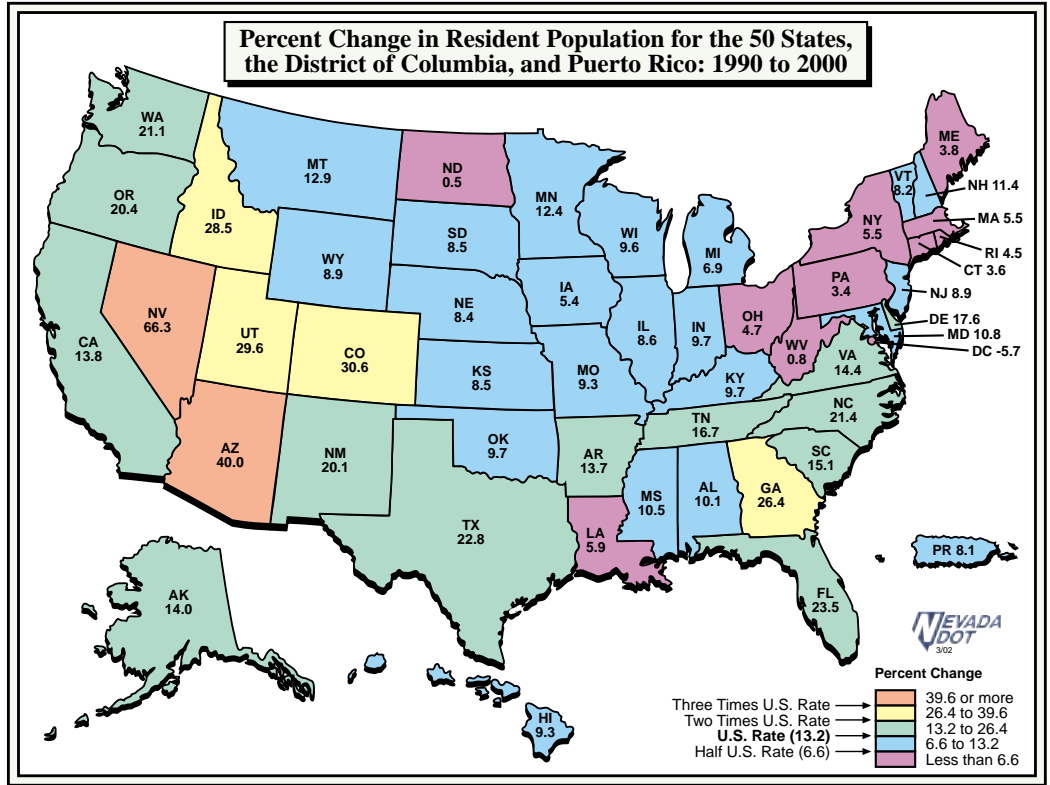 Percent Change in Resident Population for the 50 States,
the District of Columbia, and Puerto Rico: 1990 to 2000
WA
21.1
OR
20.4
ID
28.5
MT
12.9
ND
0.5
MN
12.4
SD
8.5
WY
8.9
WI
9.6
MI
6.9
ME
3.8
VT
8.2
NH 11.4
NY
5.5
MA 5.5
RI 4.5
CT 3.6
PA
3.4
NJ 8.9
DE 17.6
MD 10.8
DC -5.7
NV
66.3
UT
29.6
CO
30.6
CA
13.8
NE
8.4
IA
5.4
IL
8.6
IN
9.7
OH
4.7
WV
0.8
VA
14.4
KS
8.5
MO
9.3
KY
9.7
NC
21.4
TN
16.7
SC
15.1
AZ
40.0
NM
20.1
OK
9.7
AR
13.7
MS
10.5
AL
10.1
GA
26.4
TX
22.8
LA
5.9
FL
23.5
PR 8.1
AK
14.0
HI
9.3
NEVADA
DOT
3/02
Percent Change
Three Times U.S. Rate
39.6 or more
Two Times U.S. Rate
26.4 to 39.6
U.S. Rate (13.2)
13.2 to 26.4
Half U.S. Rate (6.6)
6.6 to 13.2
Less than 6.6